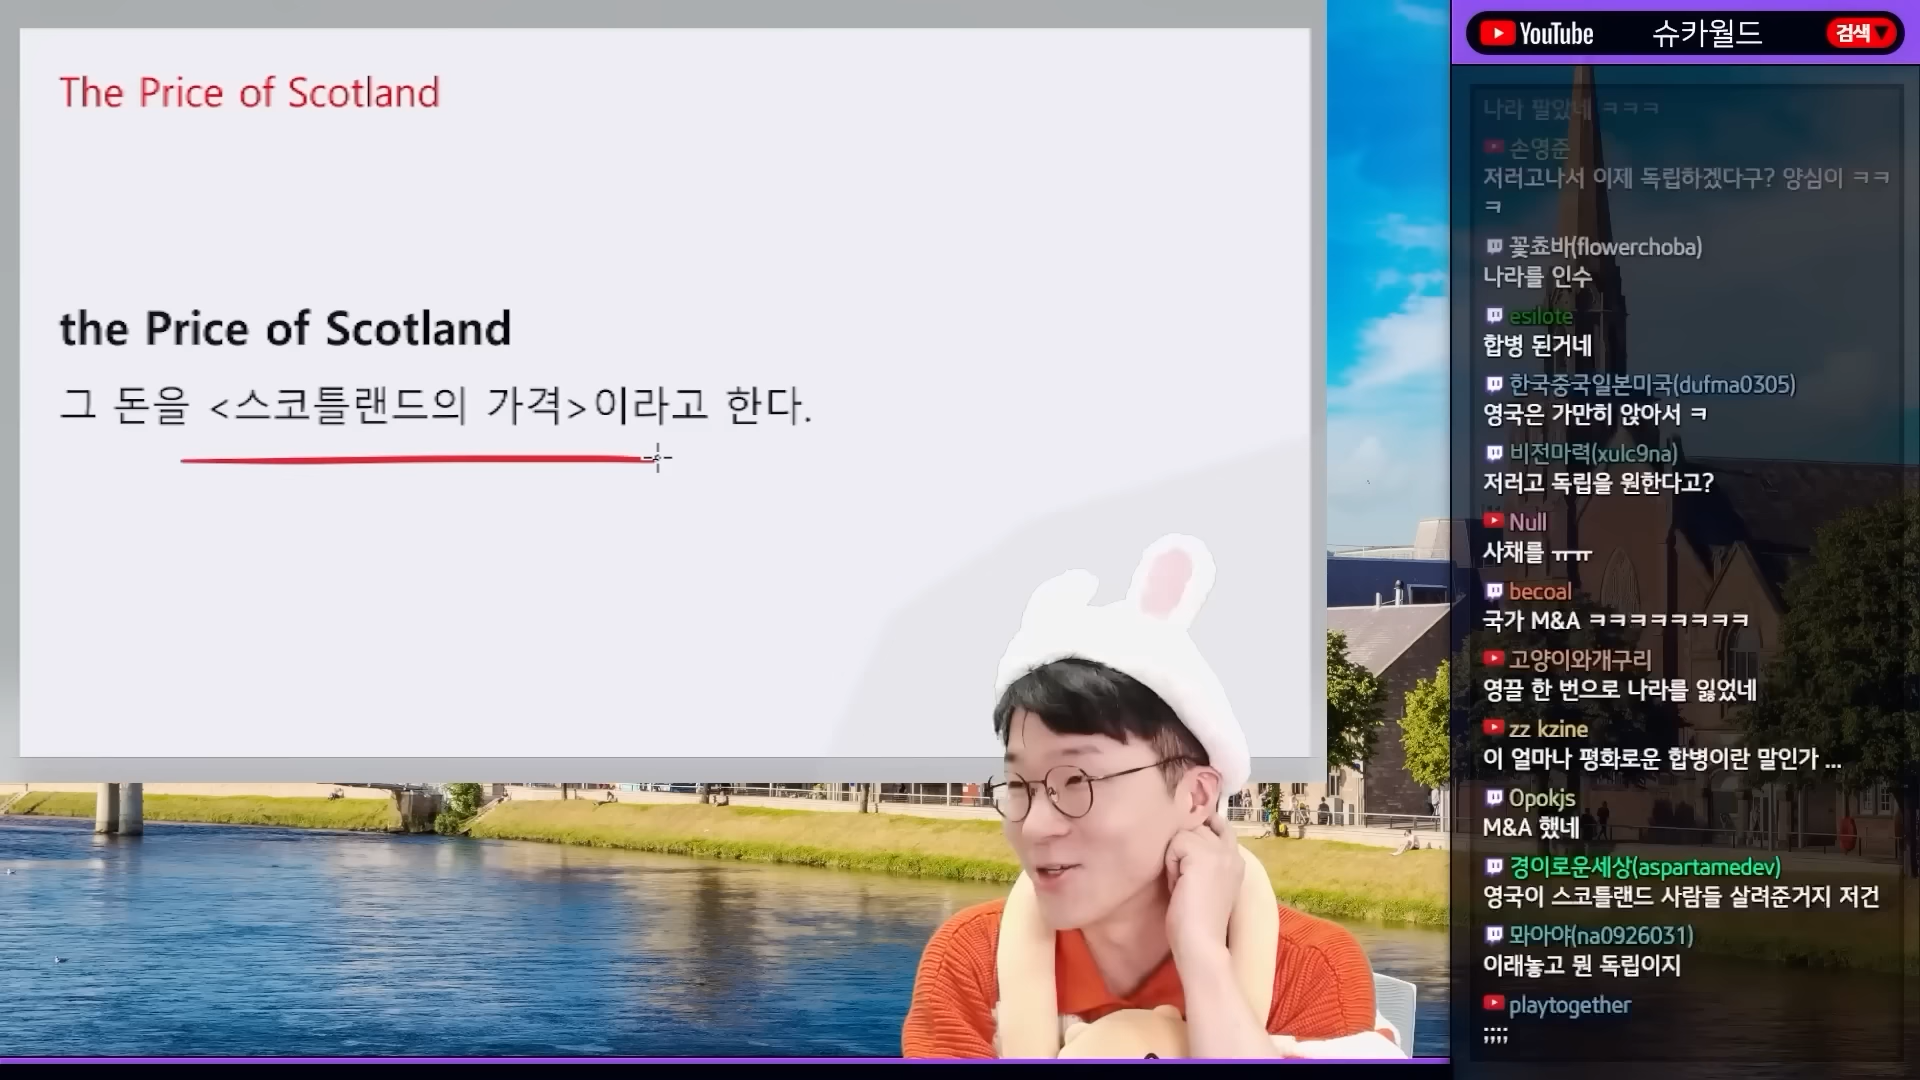 The Price of Scotland
the Price of Scotland
그 돈을 <스코틀랜드의 가격>이라고 한다.
YouTube 슈카월드 검색
나라 팔았네 ㅋㅋㅋ
손영준
저러고나서 이제 독립하겠다구? 양심이 ㅋㅋ
ㅋ
꽃쵸바(flowerchoba)
나라를 인수
esilote
합병 된거네
한국중국일본미국(dufma0305)
영국은 가만히 앉아서 ㅋ
비전마력(xulc9na)
저러고 독립을 원한다고?
Null
사채를 ㅠㅠ
becoal
국가 M&A ㅋㅋㅋㅋㅋㅋㅋㅋ
고양이와개구리
영끌 한 번으로 나라를 잃었네
zz kzine
이 얼마나 평화로운 합병이란 말인가 ...
Opokjs
M&A 했네
경이로운세상(aspartamedev)
영국이 스코틀랜드 사람들 살려준거지 저건
뫄아야(na0926031)
이래놓고 뭔 독립이지
playtogether
;;;;